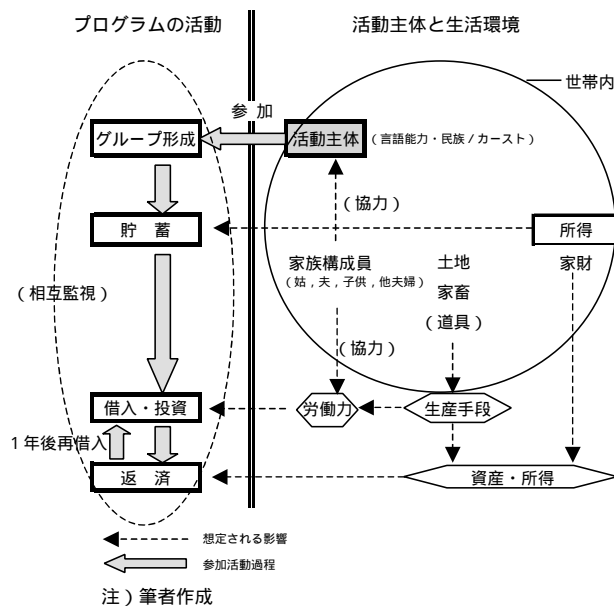 プログラムの活動
活動主体と生活環境
世帯内
参 加
グループ形成
活動主体
(言語能力・民族/カースト)
(協力)
貯 蓄
所得
家族構成員
(姑,夫,子供,他夫婦)
土地
家畜
(道具)
家財
(相互監視)
(協力)
借入・投資
労働力
生産手段
1年後再借入
返 済
資産・所得
想定される影響
参加活動過程
注)筆者作成